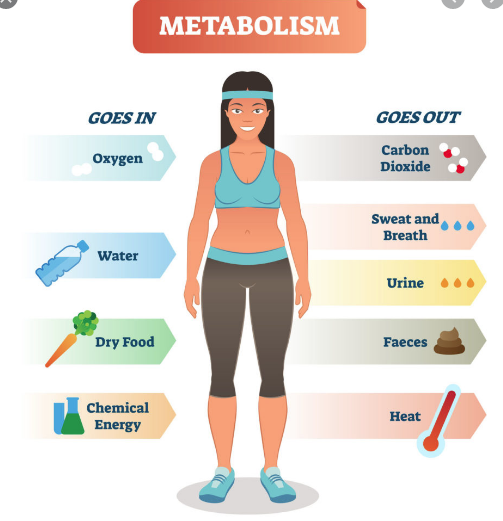 METABOLISM
GOES IN
Oxygen
Water
Dry Food
Chemical
Energy
GOES OUT
Carbon
Dioxide
Sweat and
Breath
Urine
Faeces
Heat